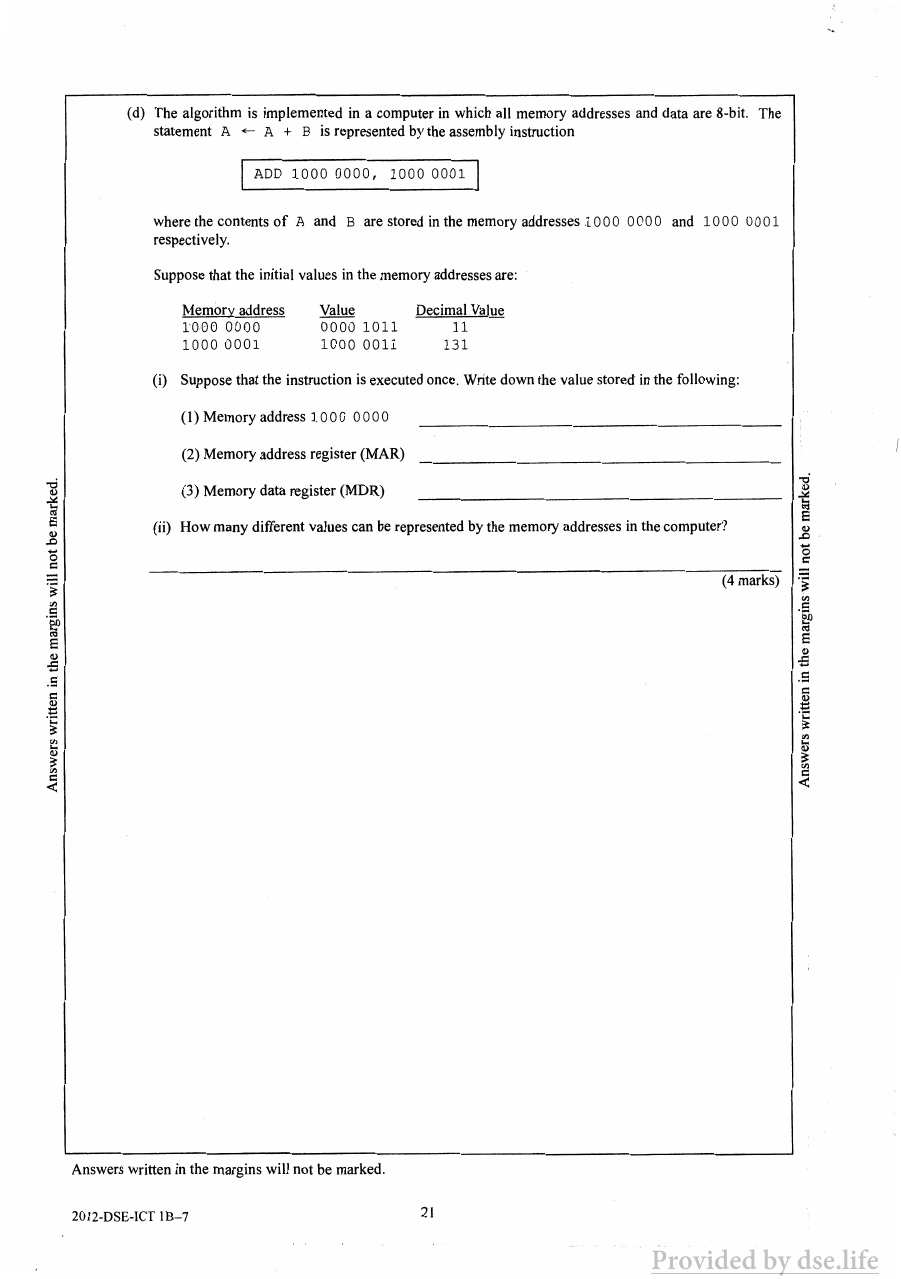 (d) The algorithm is implemented in a computer in which all memory addresses and data are 8-bit. The
statement A ← A + B is represented by the assembly instruction
ADD 1000 0000, 1000 0001
where the contents of A and B are stored in the memory addresses 1000 0000 and 1000 0001
respectively.
Suppose that the initial values in the memory addresses are:
Memory address Value Decimal Value
1000 0000 0000 1011 11
1000 0001 1000 0011 131
(i) Suppose that the instruction is executed once. Write down the value stored in the following:
(1) Memory address 1000 0000
(2) Memory address register (MAR)
(3) Memory data register (MDR)
(ii) How many different values can be represented by the memory addresses in the computer?
(4 marks)
Answers written in the margins will not be marked.
Answers written in the margins will not be marked.
Answers written in the margins will not be marked.
2012-DSE-ICT 1B–7
21
Provided by dse.life